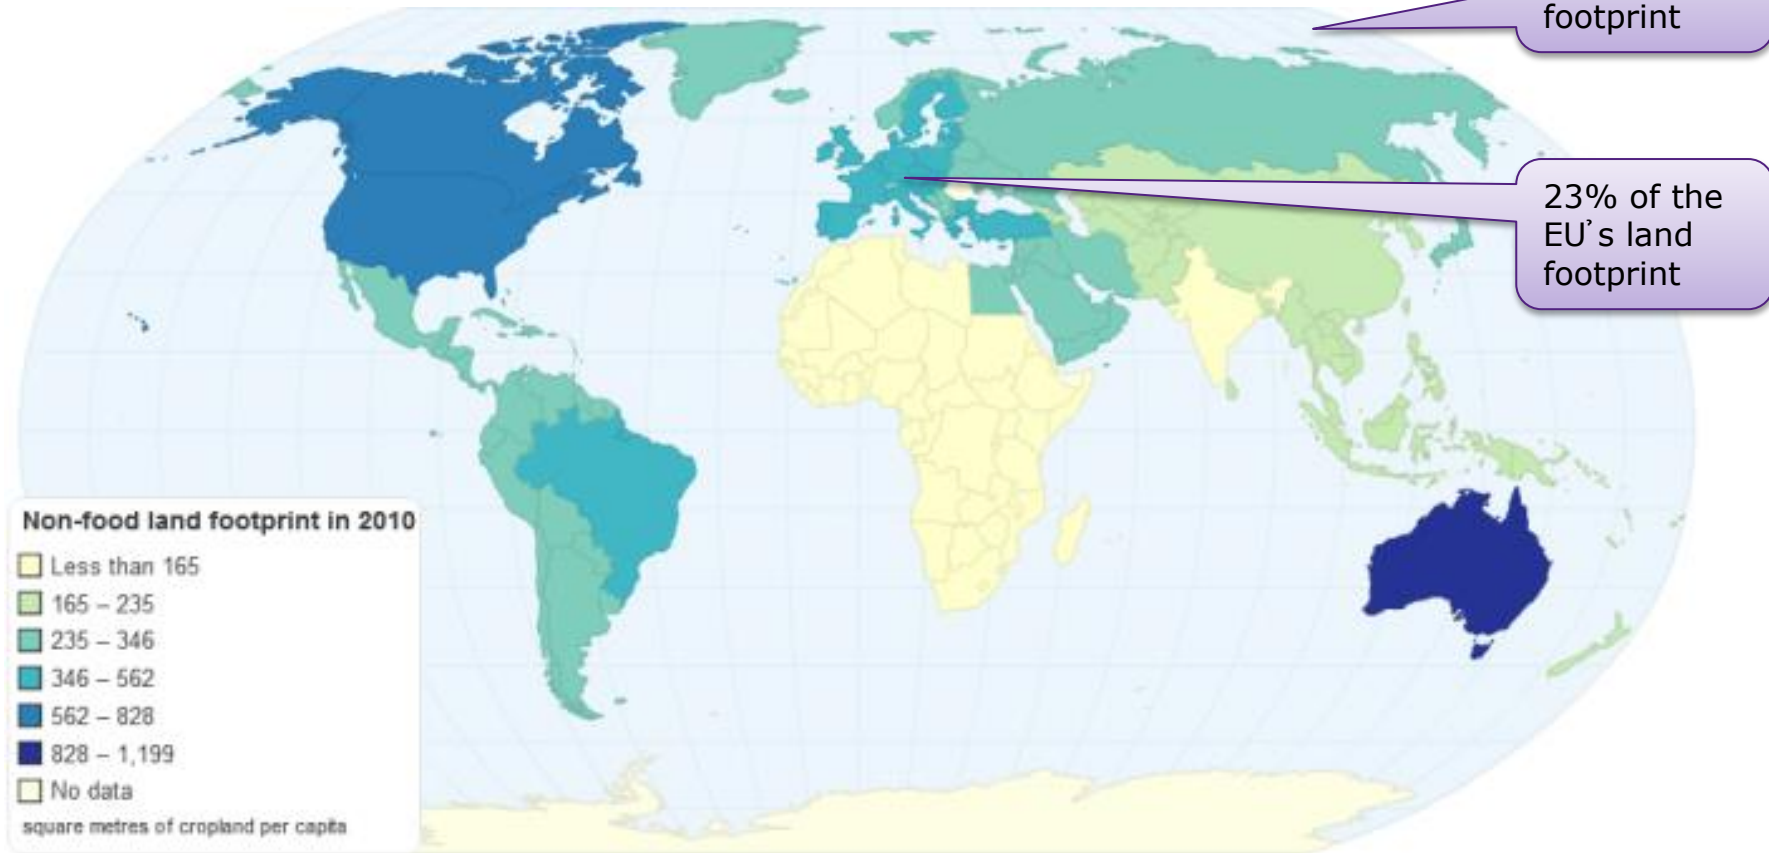 footprint
23% of the
EU’s land
footprint
Non-food land footprint in 2010
Less than 165
165 – 235
235 – 346
346 – 562
562 – 828
828 – 1,199
No data
square metres of cropland per capita